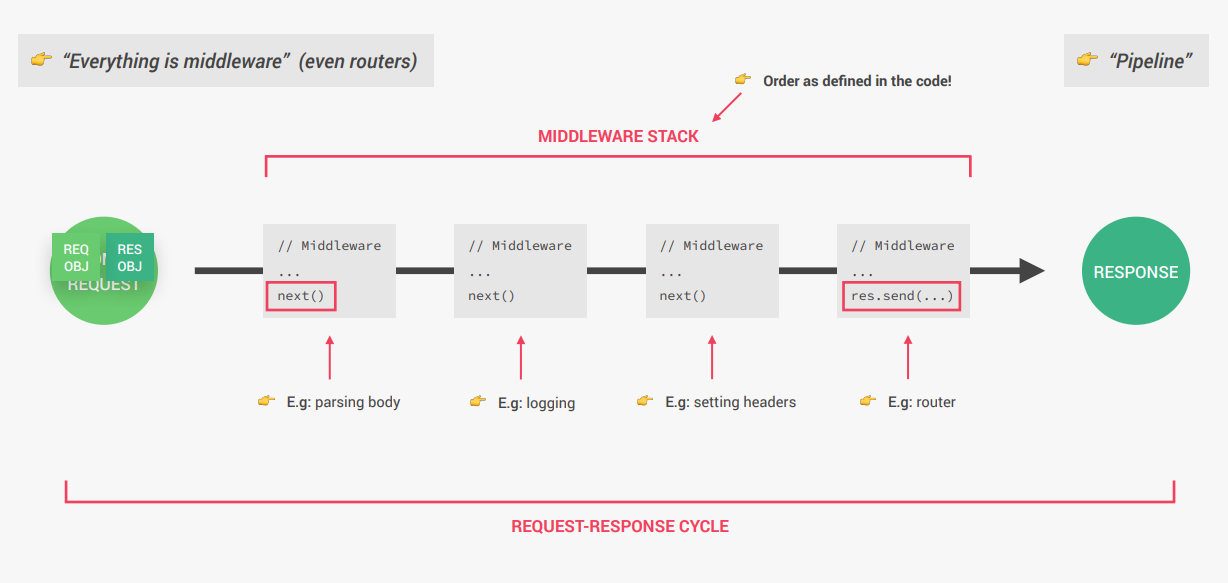 “Everything is middleware” (even routers)
“Pipeline”
Order as defined in the code!
MIDDLEWARE STACK
REQ
OBJ
RES
OBJ
REQUEST
// Middleware
...
next()
// Middleware
...
next()
// Middleware
...
next()
// Middleware
...
res.send(...)
RESPONSE
E.g: parsing body
E.g: logging
E.g: setting headers
E.g: router
REQUEST-RESPONSE CYCLE